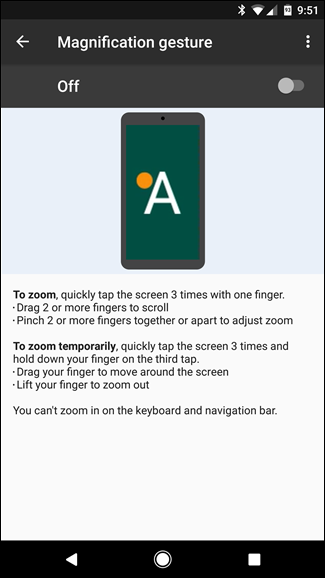 9:51
Magnification gesture
Off
A
To zoom, quickly tap the screen 3 times with one finger.
· Drag 2 or more fingers to scroll
· Pinch 2 or more fingers together or apart to adjust zoom
To zoom temporarily, quickly tap the screen 3 times and
hold down your finger on the third tap.
· Drag your finger to move around the screen
· Lift your finger to zoom out
You can't zoom in on the keyboard and navigation bar.